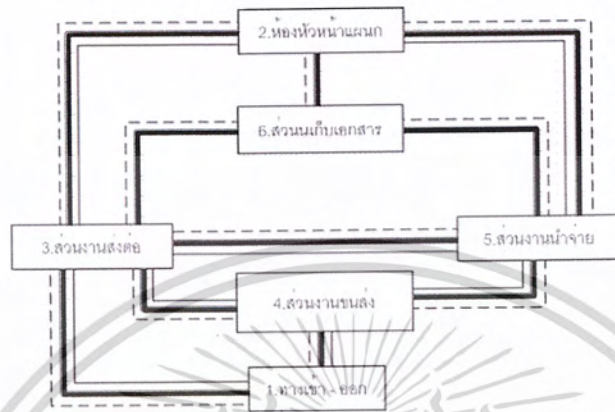 2.ห้องหัวหน้าแผนก
6.ส่วนนเก็บเอกสาร
3.ส่วนงานส่งต่อ
5.ส่วนงานนำจ่าย
4.ส่วนงานขนส่ง
1.ทางเข้า - ออก